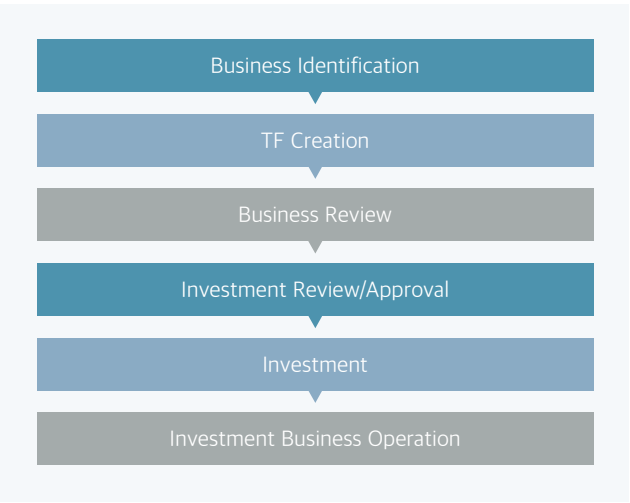 Business Identification
TF Creation
Business Review
Investment Review/Approval
Investment
Investment Business Operation